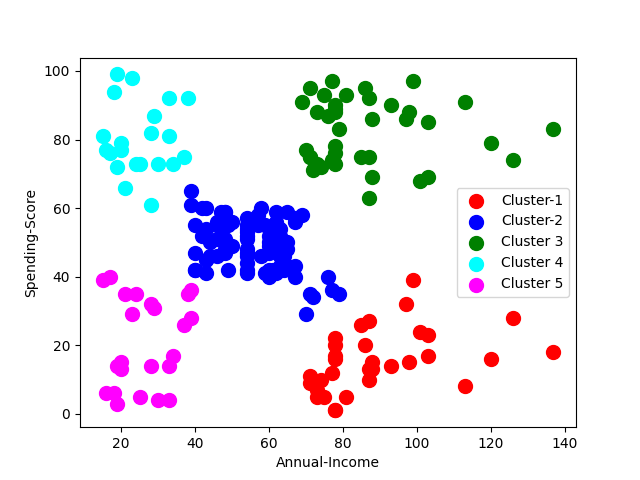 100
80
60
40
20
0
Spending-Score
20 40 60 80 100 120 140
Annual-Income
Cluster-1
Cluster-2
Cluster 3
Cluster 4
Cluster 5